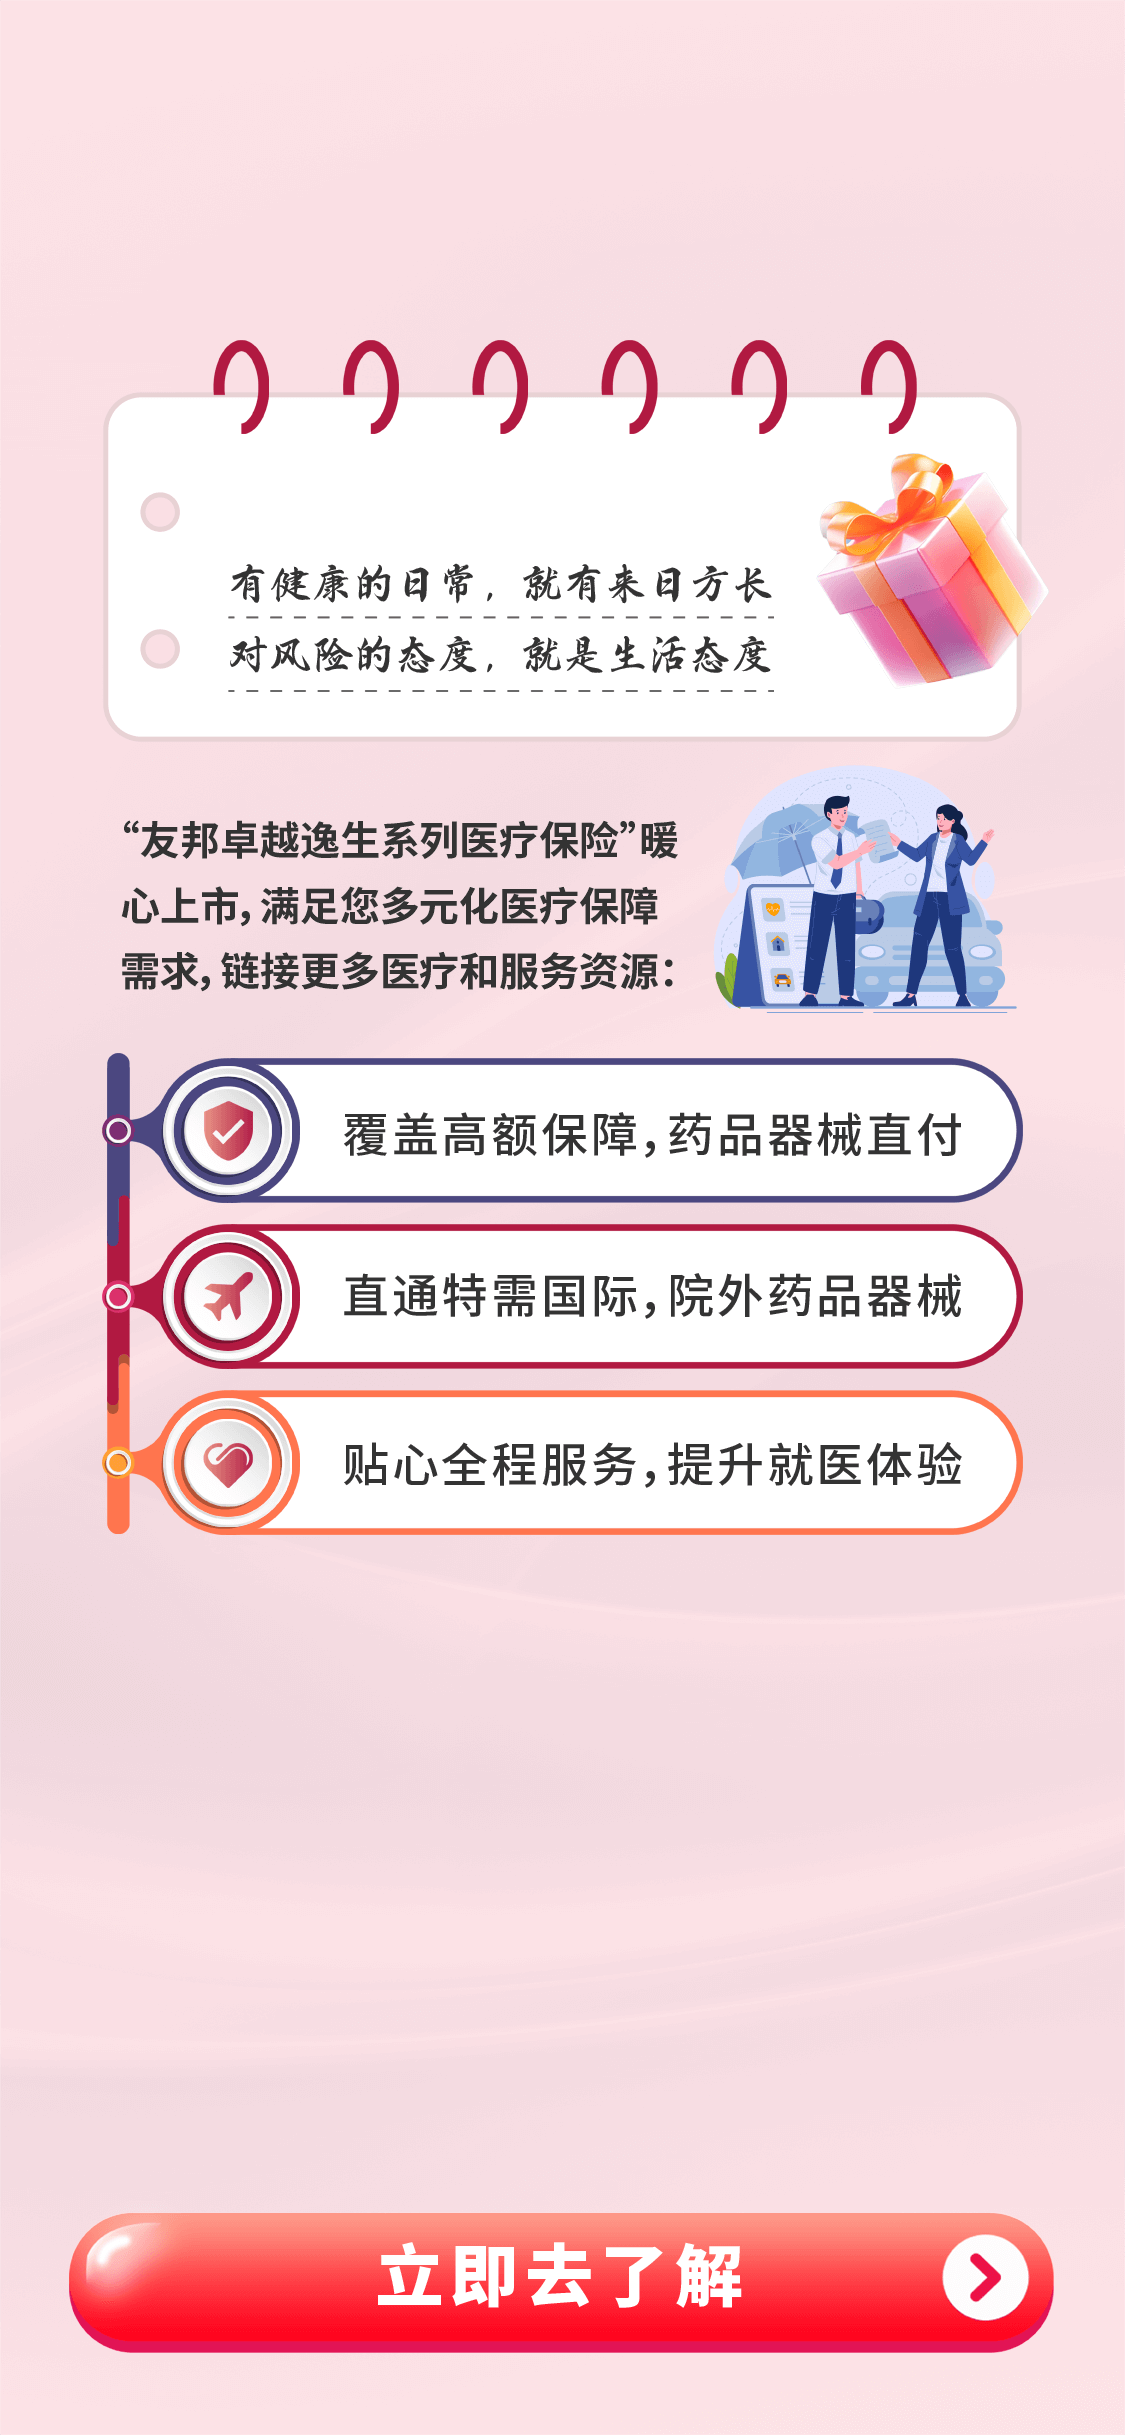 有健康的日常，就有来日方长
对风险的态度，就是生活态度
“友邦卓越逸生系列医疗保险”暖
心上市，满足您多元化医疗保障
需求，链接更多医疗和服务资源：
覆盖高额保障，药品器械直付
直通特需国际，院外药品器械
贴心全程服务，提升就医体验
立即去了解